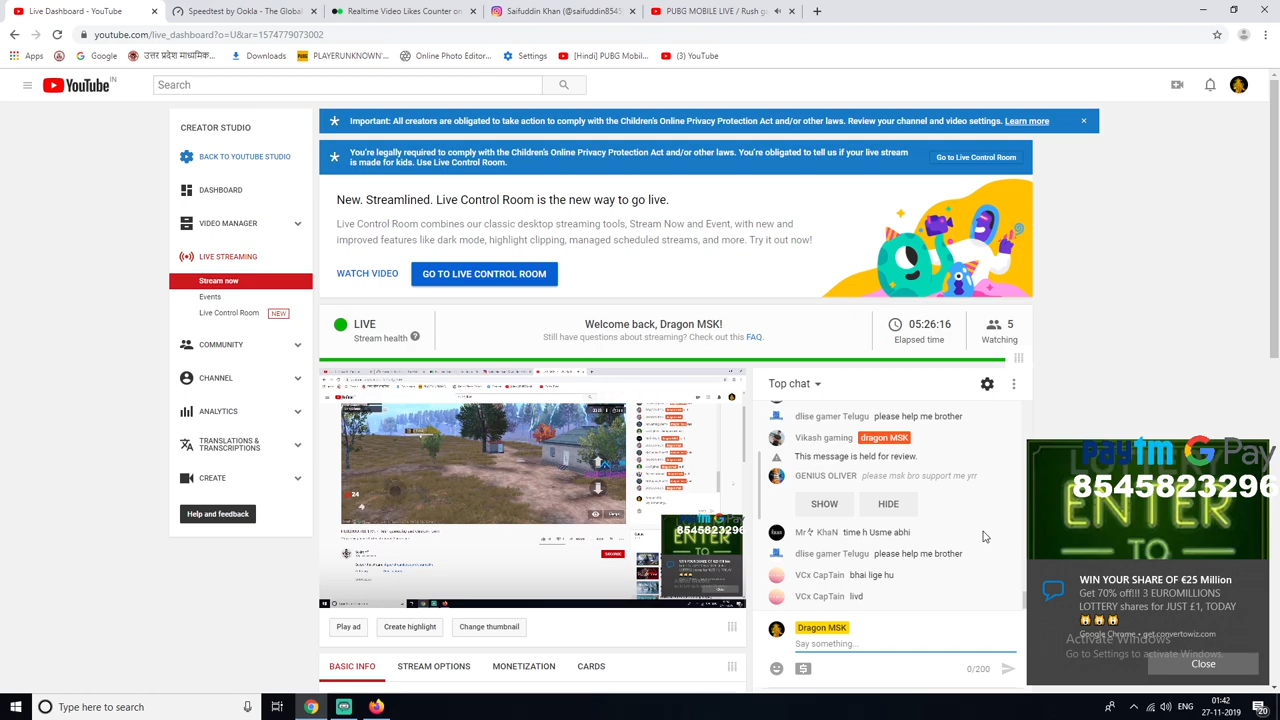 Live Dashboard - YouTube
Speedtest by Ookla - The Global
Realtime Video Likes Counter on
Saifuddin Khan (@saifuddin8545
PUBG MOBILE LIVE / Rush g
youtube.com/live_dashboard?o=U&ar=1574779073002
Apps
Google
उत्तर प्रदेश माध्यमिक...
Downloads
PLAYERUNKNOWN'...
Online Photo Editor...
Settings
[Hindi] PUBG Mobil...
(3) YouTube
YouTube IN
Search
CREATOR STUDIO
BACK TO YOUTUBE STUDIO
DASHBOARD
VIDEO MANAGER
LIVE STREAMING
Stream now
Events
Live Control Room NEW
COMMUNITY
CHANNEL
ANALYTICS
TRANSLATIONS &
TRANSCRIPTIONS
CREATE
Help and feedback
Important: All creators are obligated to take action to comply with the Children's Online Privacy Protection Act and/or other laws. Review your channel and video settings. Learn more
You're legally required to comply with the Children's Online Privacy Protection Act and/or other laws. You're obligated to tell us if your live stream
is made for kids. Use Live Control Room.
Go to Live Control Room
New. Streamlined. Live Control Room is the new way to go live.
Live Control Room combines our classic desktop streaming tools, Stream Now and Event, with new and
improved features like dark mode, highlight clipping, managed scheduled streams, and more. Try it out now!
WATCH VIDEO
GO TO LIVE CONTROL ROOM
LIVE
Stream health
Welcome back, Dragon MSK!
Still have questions about streaming? Check out this FAQ.
05:26:16
Elapsed time
5
Watching
24
8545823296
Play ad
Create highlight
Change thumbnail
BASIC INFO
STREAM OPTIONS
MONETIZATION
CARDS
Top chat
dlise gamer Telugu please help me brother
Vikash gaming dragon MSK
This message is held for review.
GENIUS OLIVER please msk bro support me yrr
SHOW
HIDE
KhaN time h Usme abhi
dlise gamer Telugu please help me brother
VCx CapTain bhai lige hu
VCx CapTain livd
Dragon MSK
Say something...
0/200
paytm G Pa
8545823296
ENTER
TO
WIN YOUR SHARE OF €25 Million
Get 70% off!!! 3 EUROMILLIONS
LOTTERY shares for JUST £1, TODAY
Google Chrome • get.convertowiz.com
Activate Windows
Go to Settings to activate Windows.
Close
Type here to search
ENG
01:42
27-11-2019
20